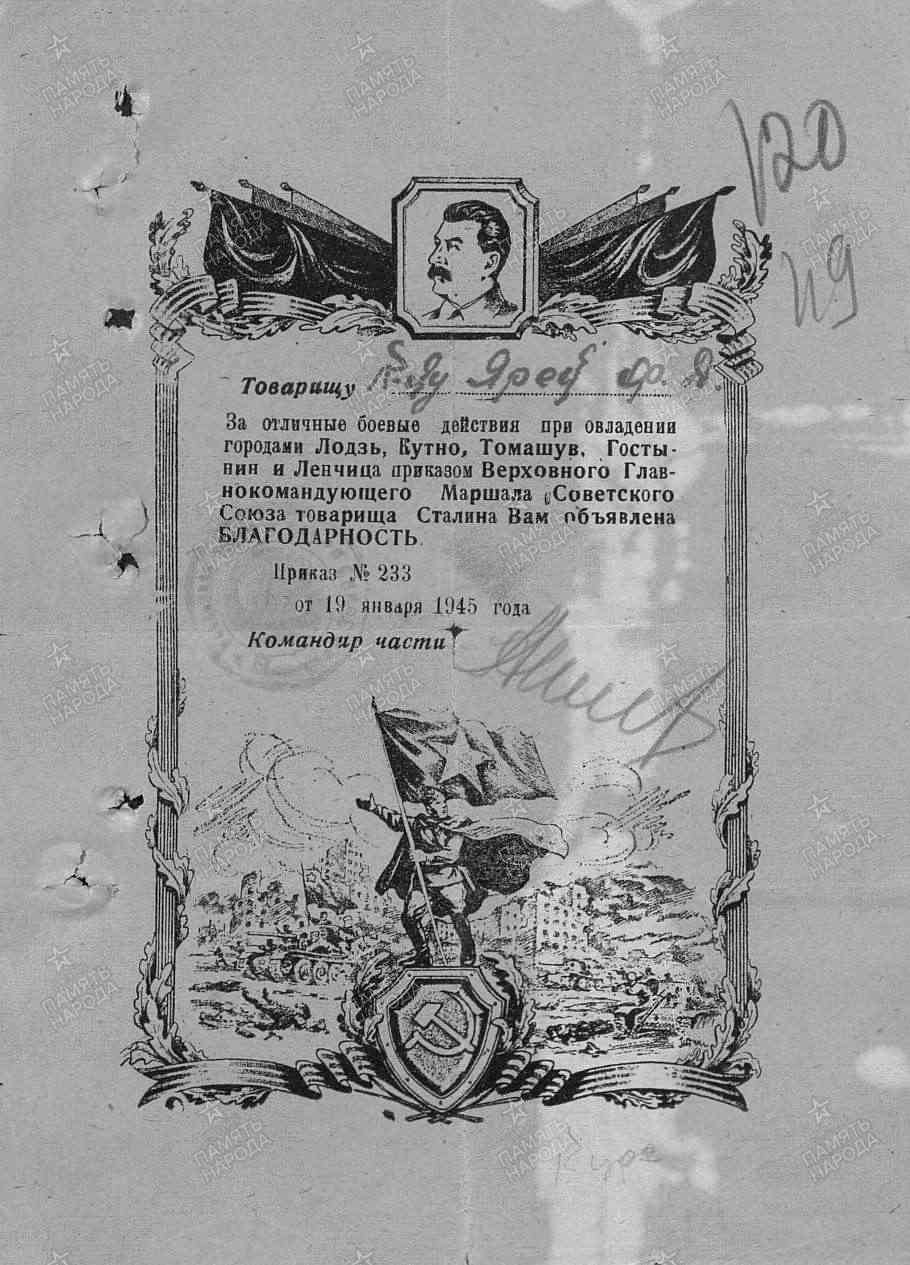 120
119
Товарищу
За отличные боевые действия при овладении
городами Лодзь, Кутно, Томашув, Госты-
нин и Ленчица приказом Верховного Глав-
нокомандующего Маршала Советского
Союза товарища Сталина Вам объявлена
БЛАГОДАРНОСТЬ.
Приказ № 233
от 19 января 1945 года
Командир части
ПАМЯТЬ
НАРОДА